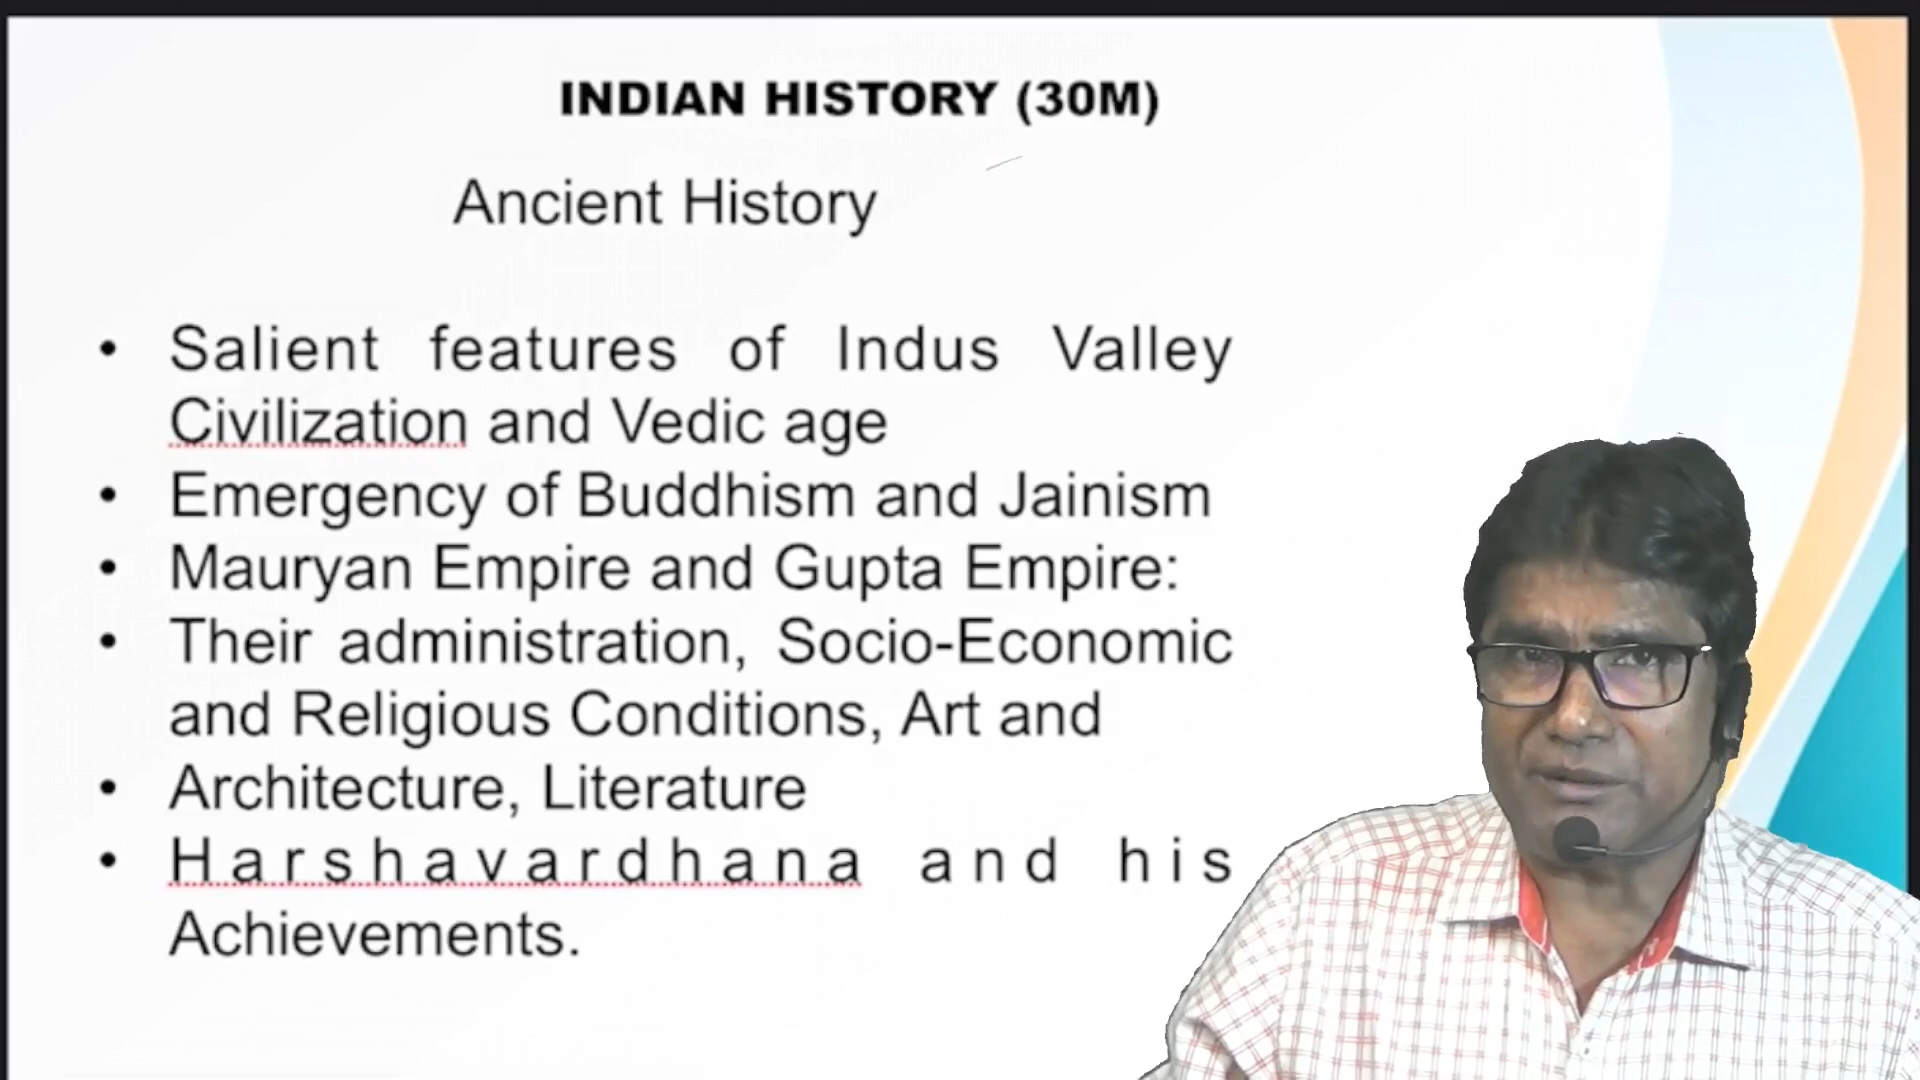 INDIAN HISTORY (30M)
Ancient History
• Salient features of Indus Valley
Civilization and Vedic age
• Emergency of Buddhism and Jainism
• Mauryan Empire and Gupta Empire:
• Their administration, Socio-Economic
and Religious Conditions, Art and
• Architecture, Literature
• Harshavardhana and his
Achievements.